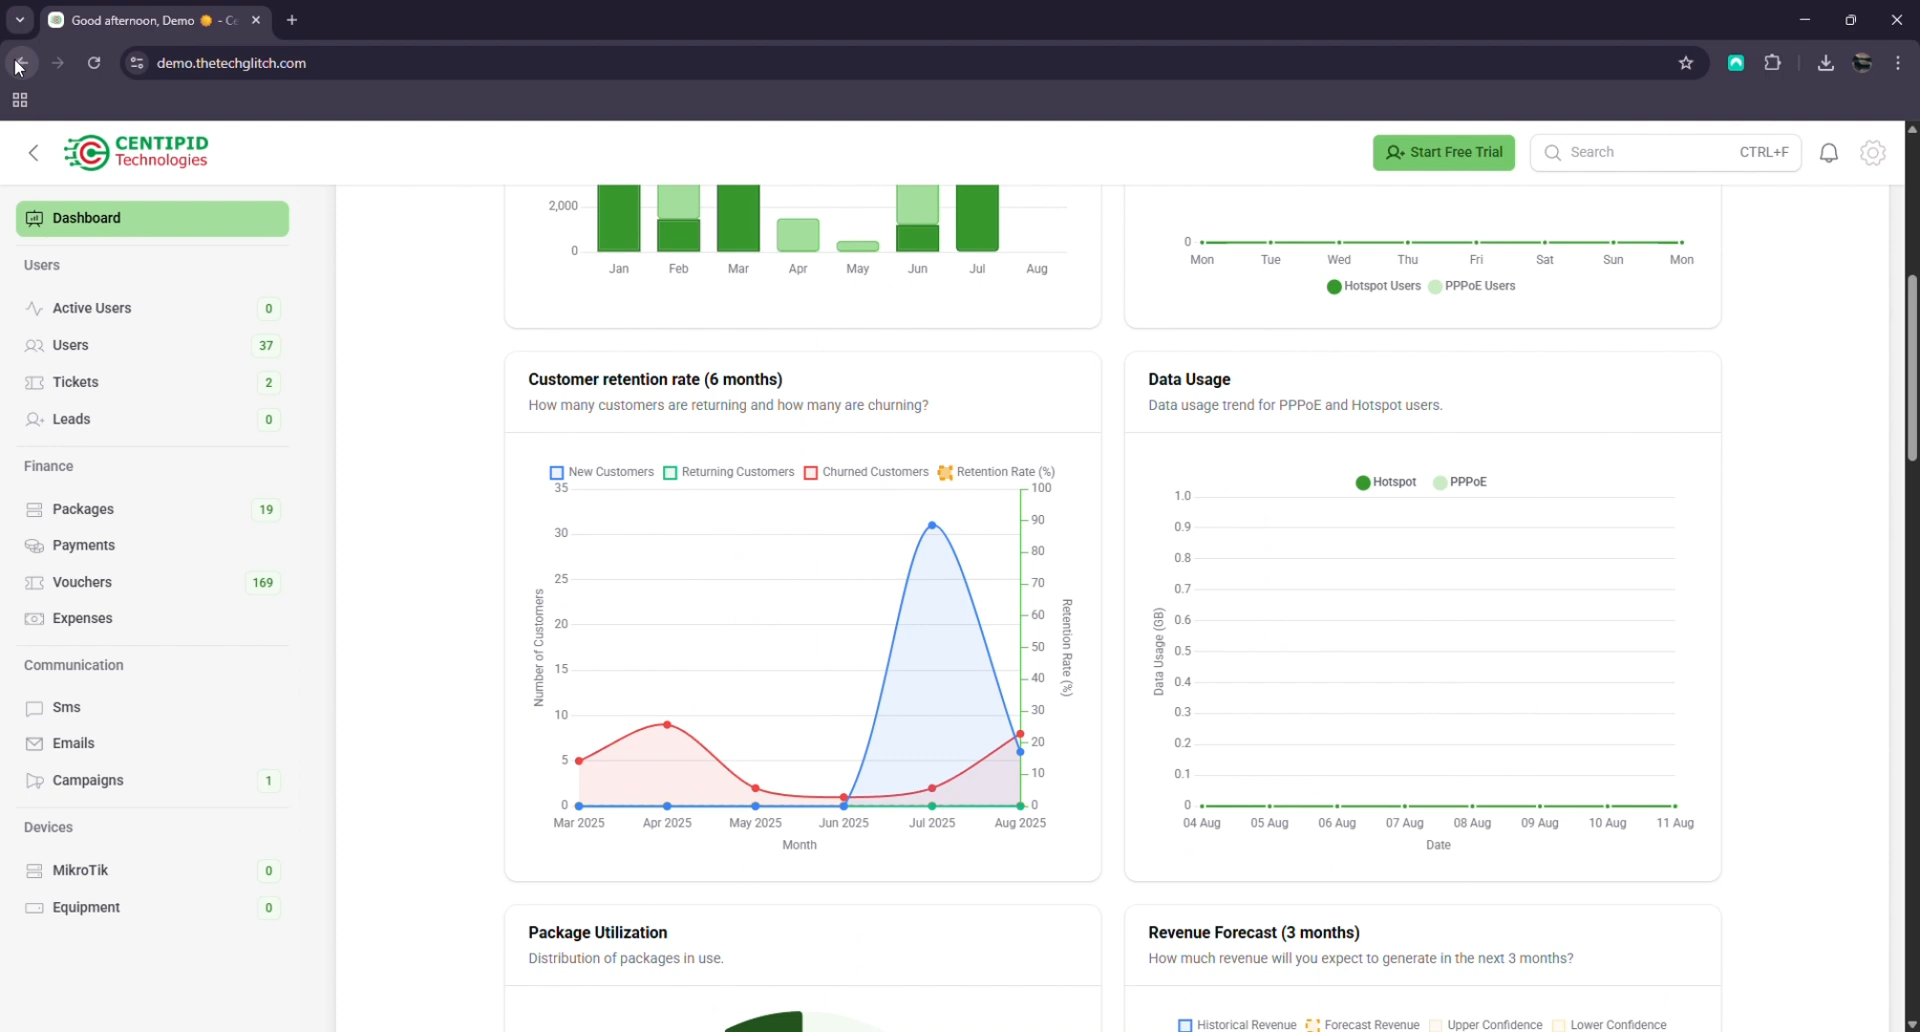 Good afternoon, Demo - Ce
demo.thetechglitch.com
CENTIPID
Technologies
Start Free Trial
Search
CTRL+F
Dashboard
Users
Active Users 0
Users 37
Tickets 2
Leads 0
Finance
Packages 19
Payments
Vouchers 169
Expenses
Communication
Sms
Emails
Campaigns 1
Devices
MikroTik 0
Equipment 0
2,000
0
Jan Feb Mar Apr May Jun Jul Aug
0
Mon Tue Wed Thu Fri Sat Sun Mon
Hotspot Users PPPoE Users
Customer retention rate (6 months)
How many customers are returning and how many are churning?
New Customers Returning Customers Churned Customers Retention Rate (%)
35
30
25
20
15
10
5
0
Number of Customers
100
90
80
70
60
50
40
30
20
10
0
Retention Rate (%)
Mar 2025 Apr 2025 May 2025 Jun 2025 Jul 2025 Aug 2025
Month
Data Usage
Data usage trend for PPPoE and Hotspot users.
Hotspot PPPoE
1.0
0.9
0.8
0.7
0.6
0.5
0.4
0.3
0.2
0.1
0
Data Usage (GB)
04 Aug 05 Aug 06 Aug 07 Aug 08 Aug 09 Aug 10 Aug 11 Aug
Date
Package Utilization
Distribution of packages in use.
Revenue Forecast (3 months)
How much revenue will you expect to generate in the next 3 months?
Historical Revenue Forecast Revenue Upper Confidence Lower Confidence